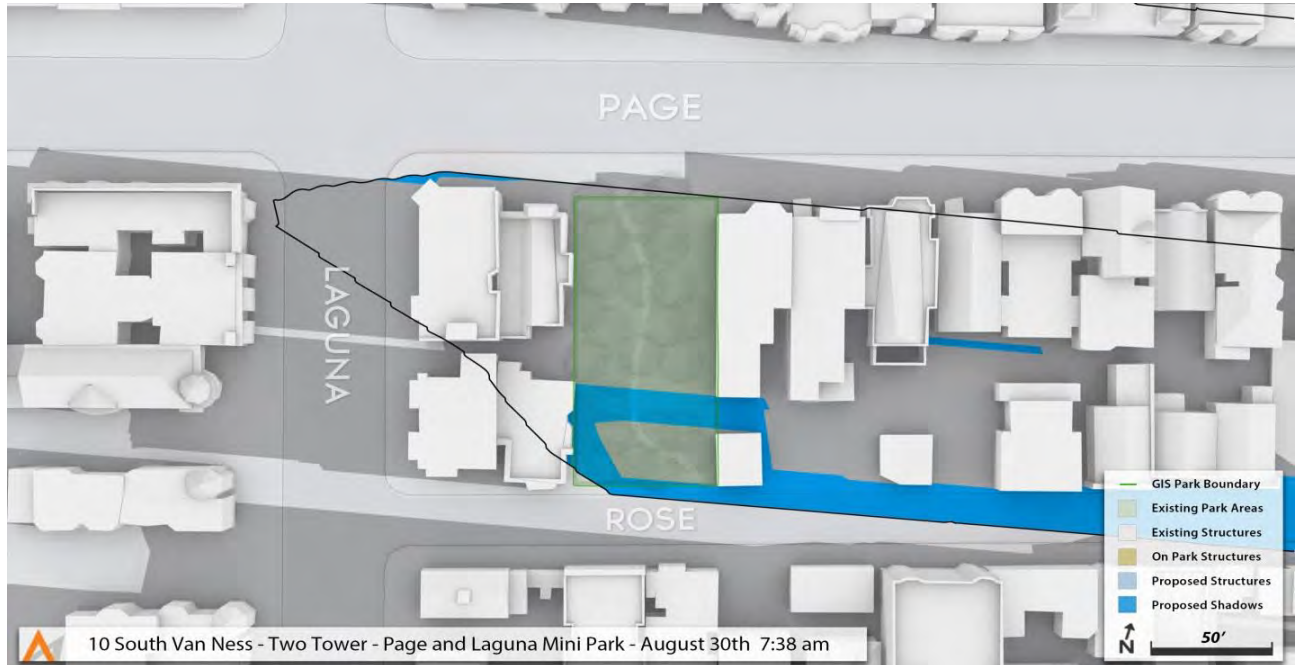 PAGE
LAGUNA
ROSE
GIS Park Boundary
Existing Park Areas
Existing Structures
On Park Structures
Proposed Structures
Proposed Shadows
N
50'
10 South Van Ness - Two Tower - Page and Laguna Mini Park - August 30th 7:38 am